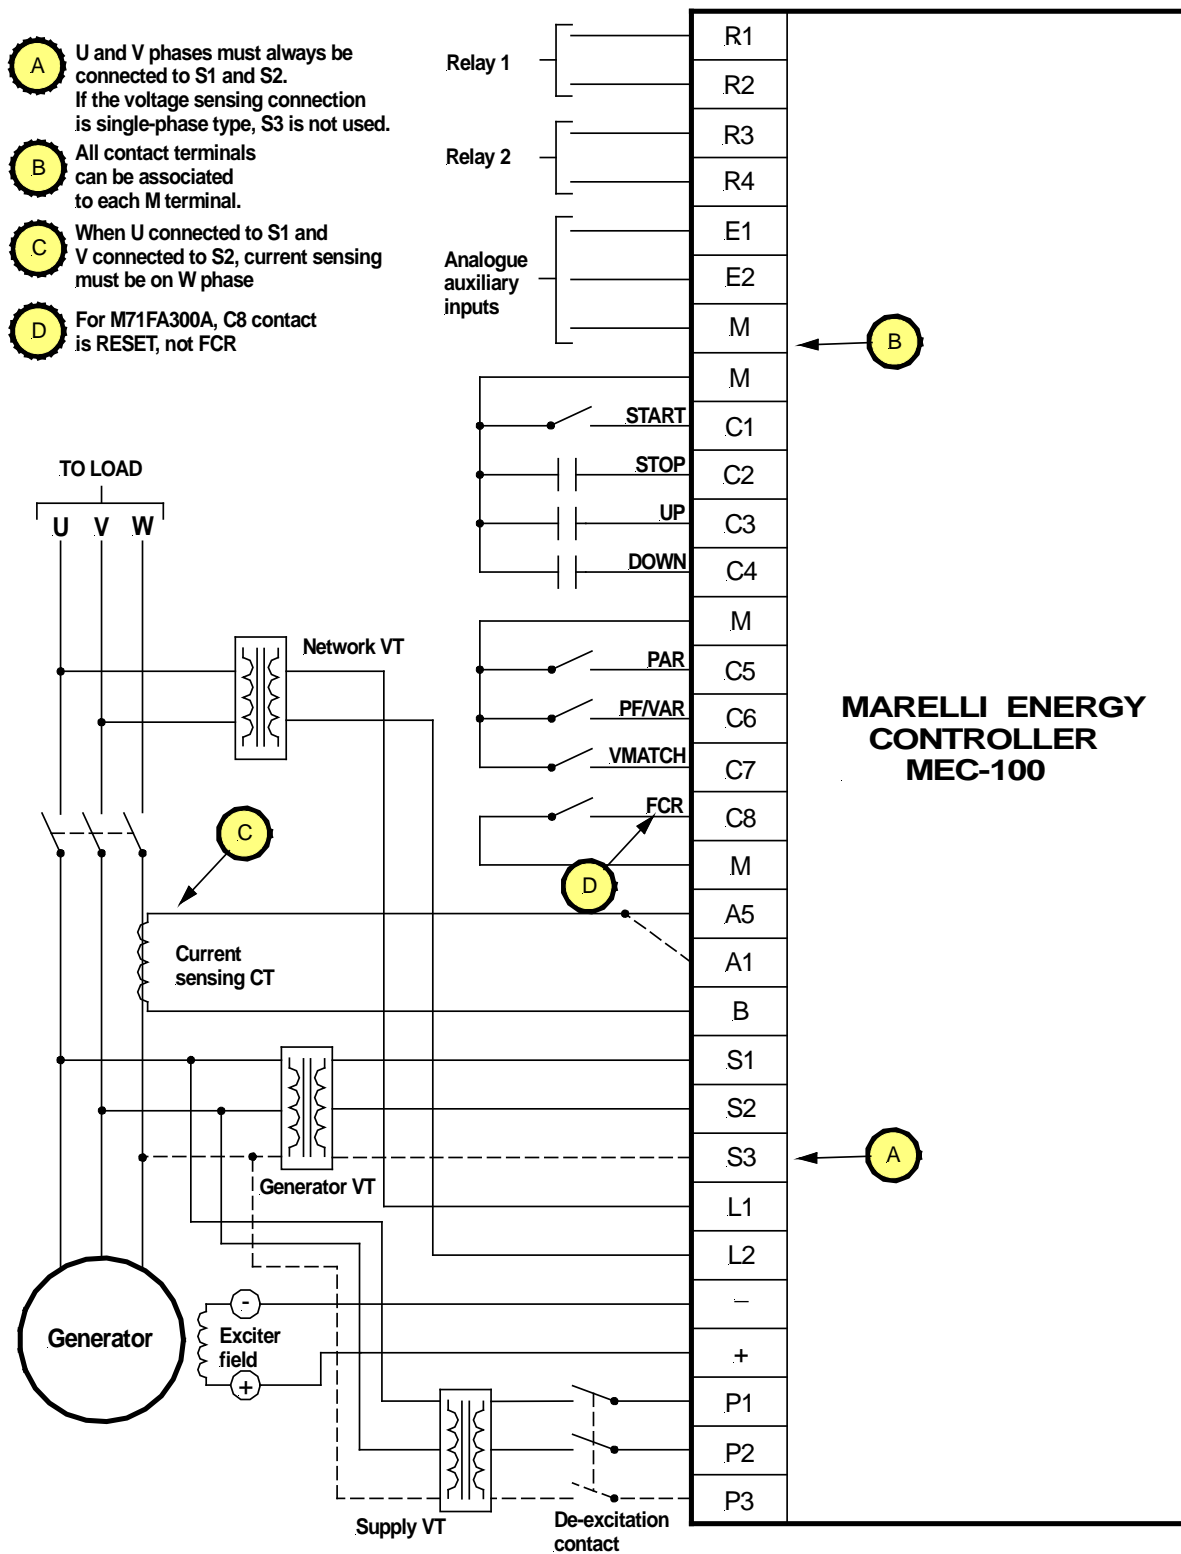 A
U and V phases must always be
connected to S1 and S2.
If the voltage sensing connection
is single-phase type, S3 is not used.
B
All contact terminals
can be associated
to each M terminal.
C
When U connected to S1 and
V connected to S2, current sensing
must be on W phase
D
For M71FA300A, C8 contact
is RESET, not FCR
Relay 1
R1
R2
Relay 2
R3
R4
Analogue
auxiliary
inputs
E1
E2
M
B
M
START
C1
STOP
C2
UP
C3
DOWN
C4
M
PAR
C5
PF/VAR
C6
VMATCH
C7
FCR
C8
M
D
A5
A1
B
S1
S2
S3
A
L1
L2
–
+
P1
P2
P3
MARELLI ENERGY
CONTROLLER
MEC-100
TO LOAD
U V W
Network VT
C
Current
sensing CT
Generator VT
Generator
-
Exciter
field
+
Supply VT
De-excitation
contact